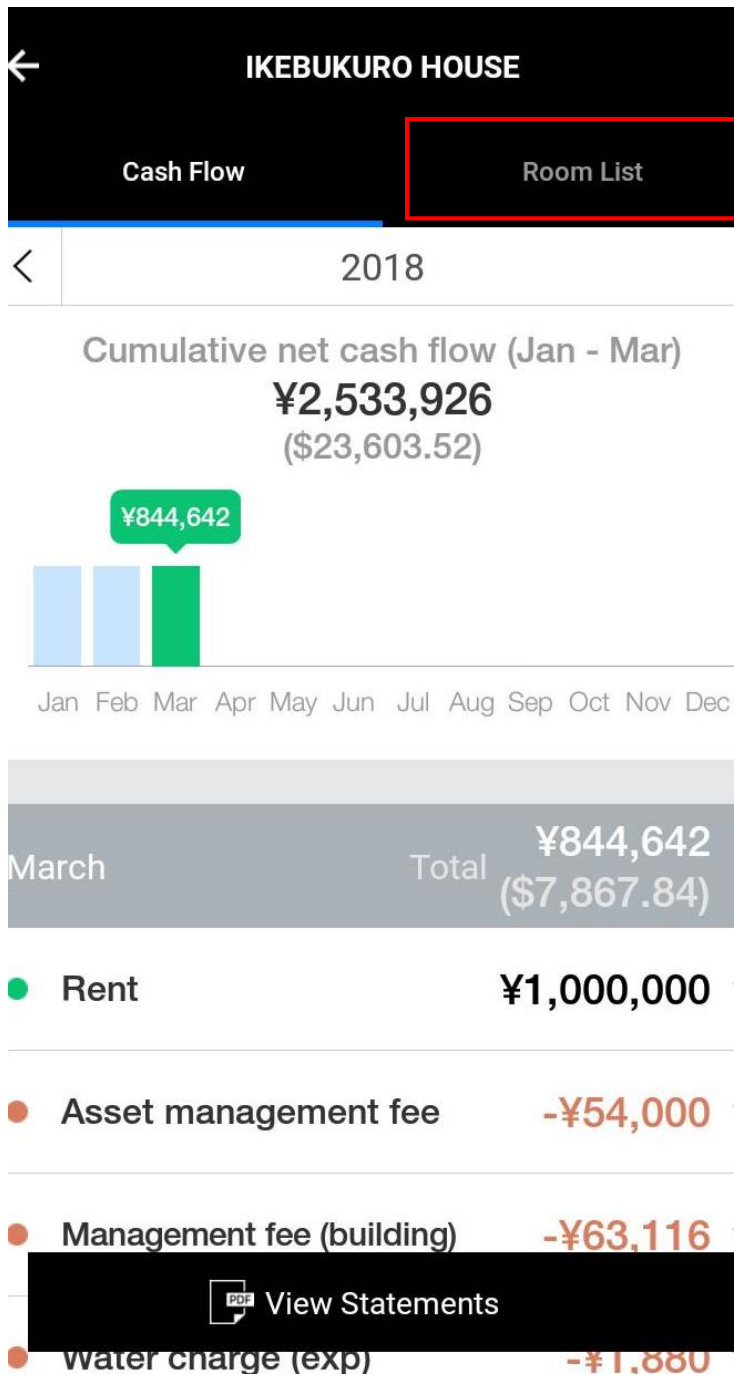 IKEBUKURO HOUSE
Cash Flow Room List
2018
Cumulative net cash flow (Jan - Mar)
¥2,533,926
($23,603.52)
¥844,642
Jan Feb Mar Apr May Jun Jul Aug Sep Oct Nov Dec
March Total ¥844,642
($7,867.84)
Rent ¥1,000,000
Asset management fee -¥54,000
Management fee (building) -¥63,116
PDF View Statements
Water charge (exp) -¥1,880